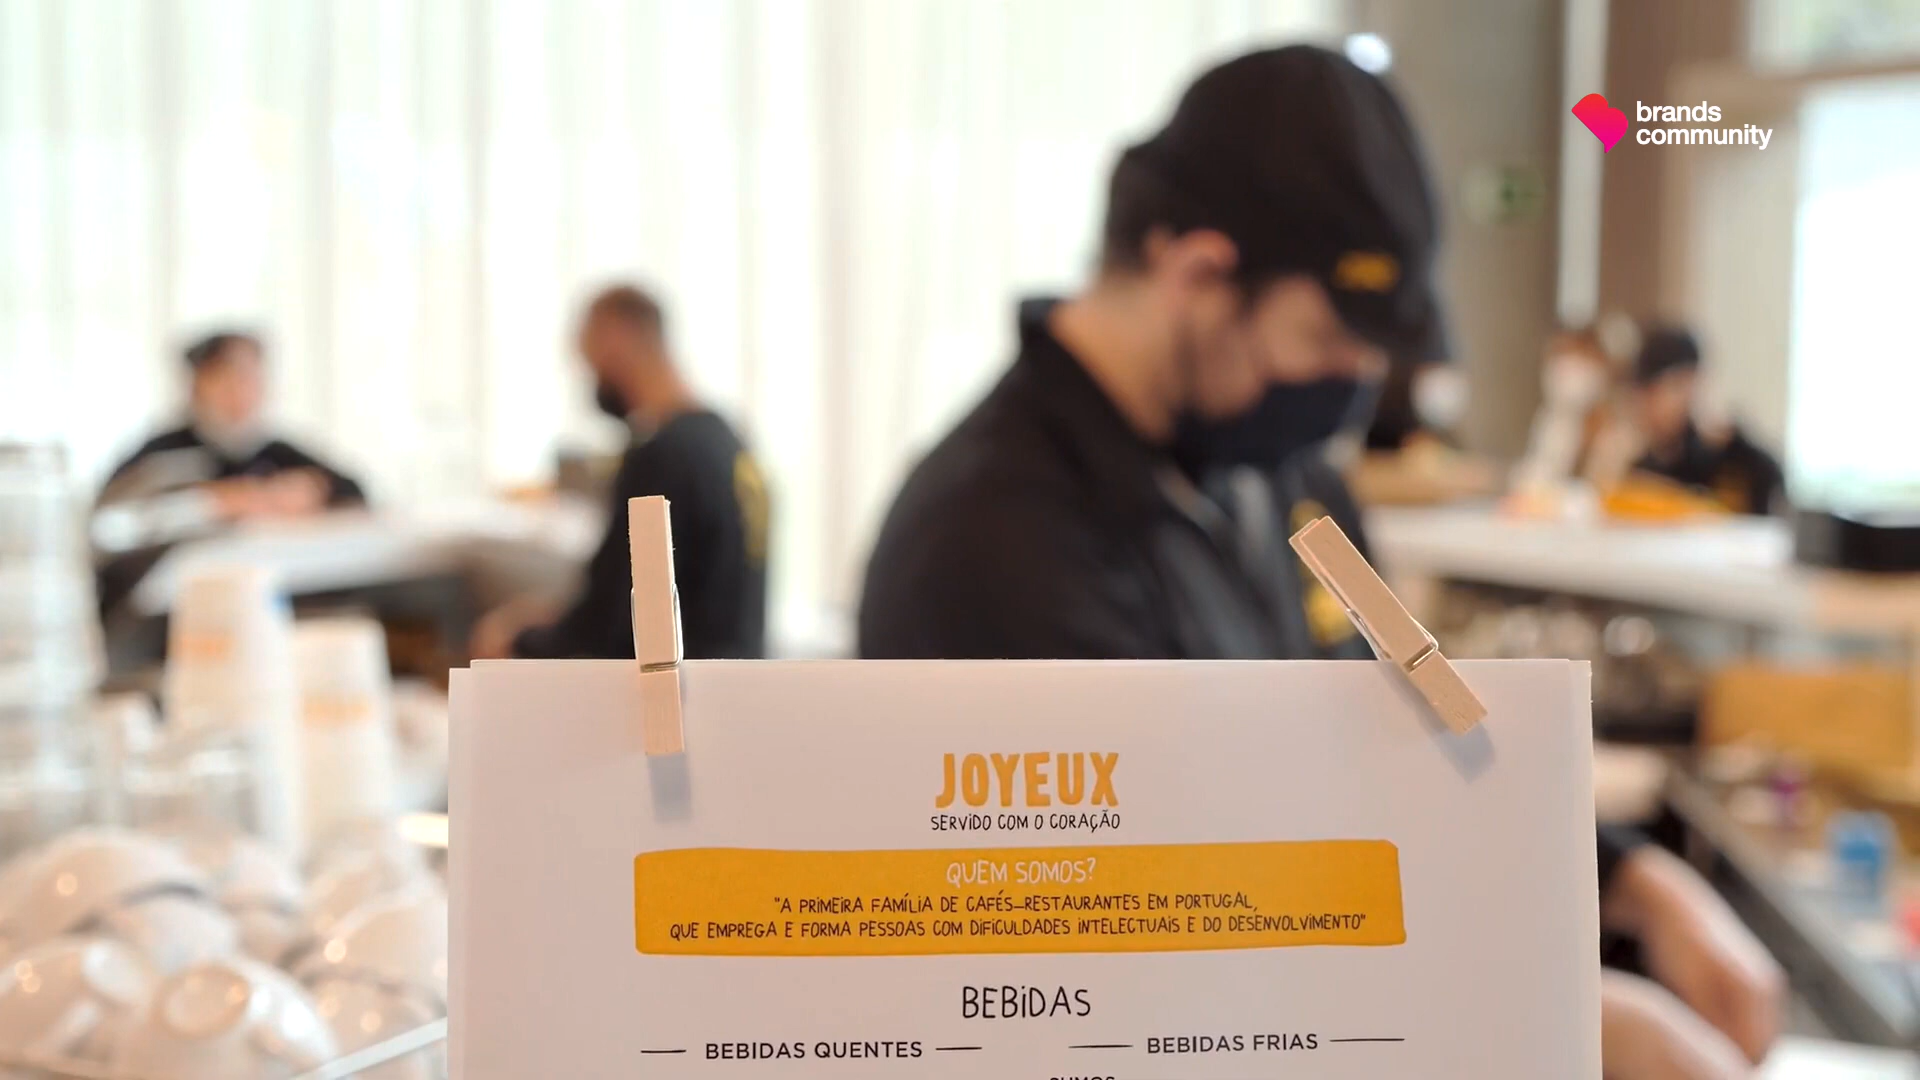 brands
community
JOYEUX
SERVIDO COM O CORAÇÃO
QUEM SOMOS?
"A PRIMEIRA FAMÍLIA DE CAFÉS-RESTAURANTES EM PORTUGAL,
QUE EMPREGA E FORMA PESSOAS COM DIFICULDADES INTELECTUAIS E DO DESENVOLVIMENTO"
BEBIDAS
BEBIDAS QUENTES
BEBIDAS FRIAS
SUMOS